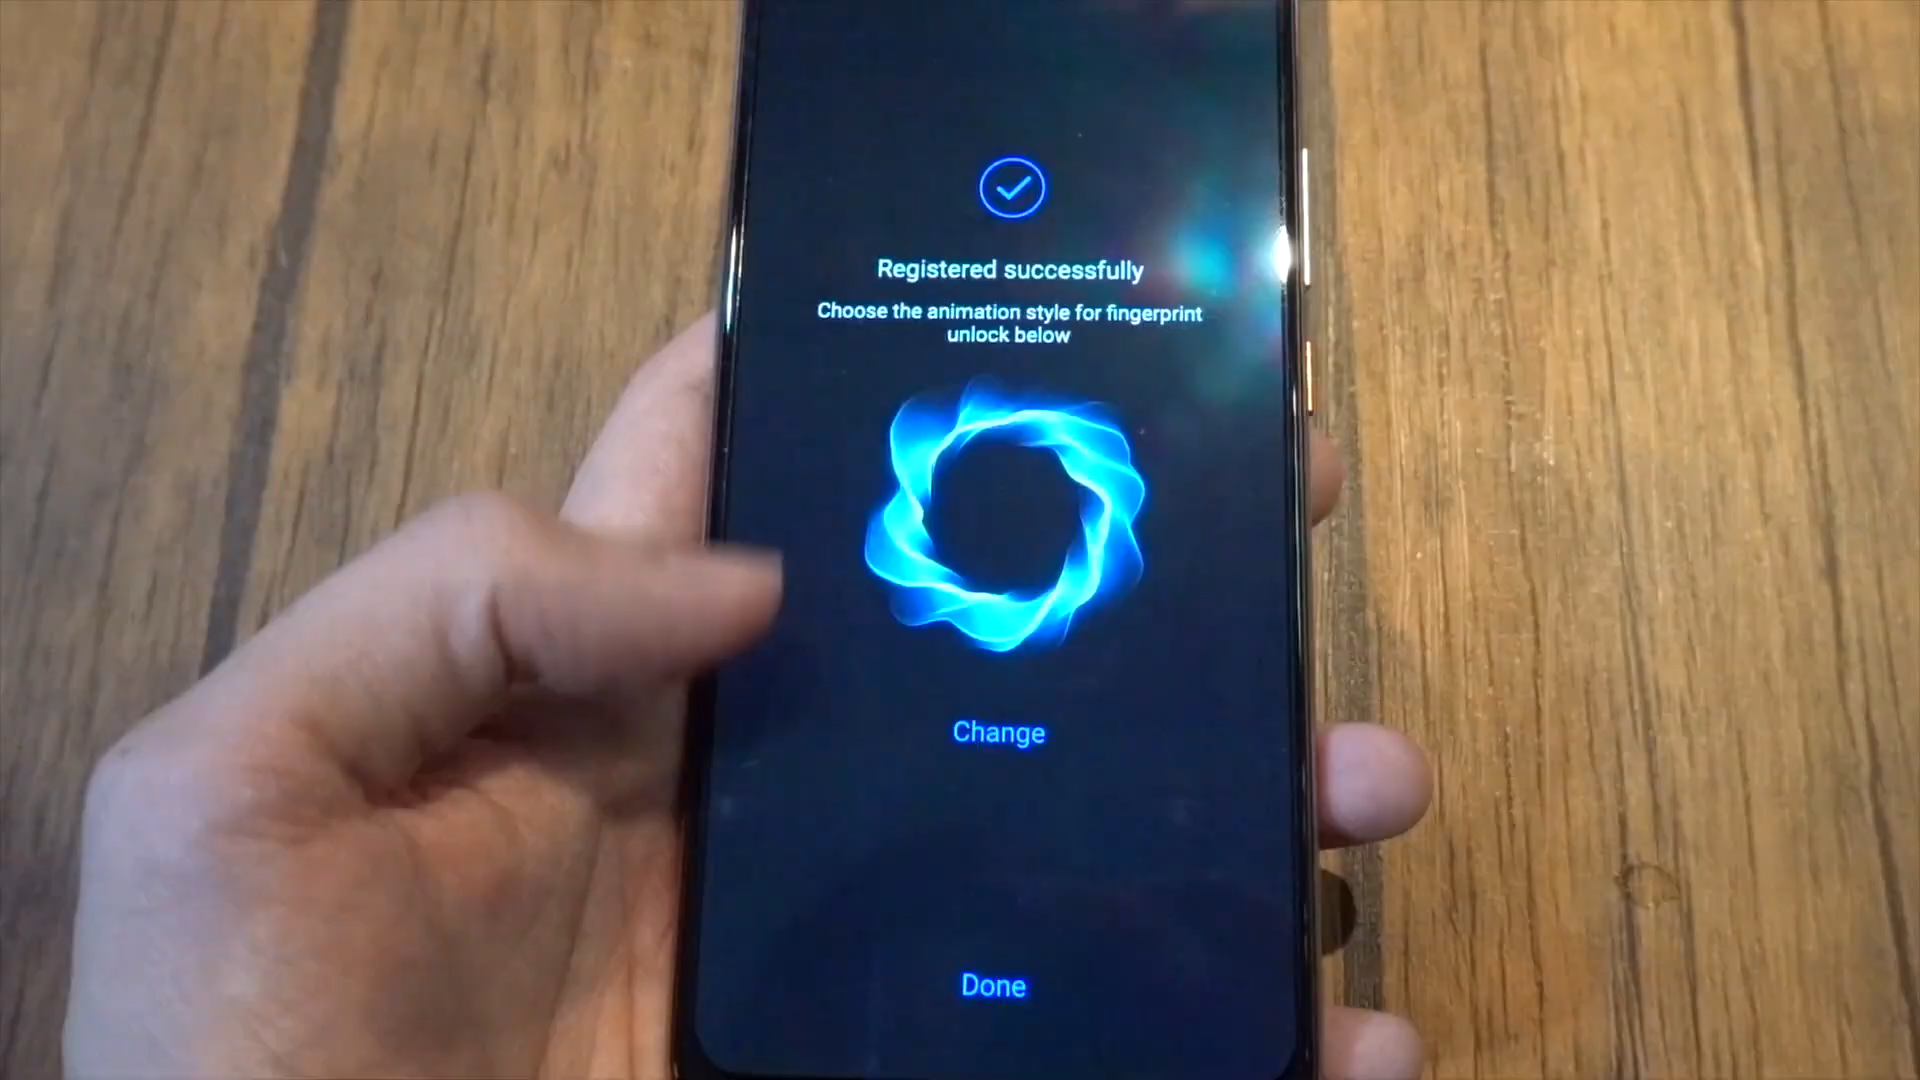 Registered successfully
Choose the animation style for fingerprint
unlock below
Change
Done